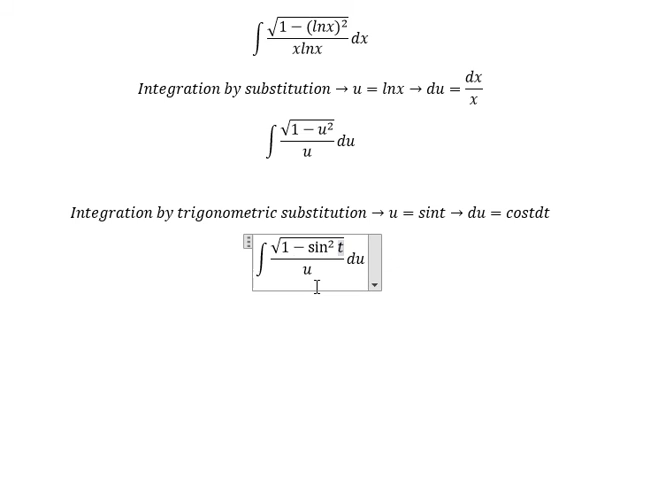 ∫ √(1 − (lnx)²) / xlnx dx
Integration by substitution → u = lnx → du = dx/x
∫ √(1 − u²) / u du
Integration by trigonometric substitution → u = sint → du = costdt
∫ √(1 − sin² t) / u du